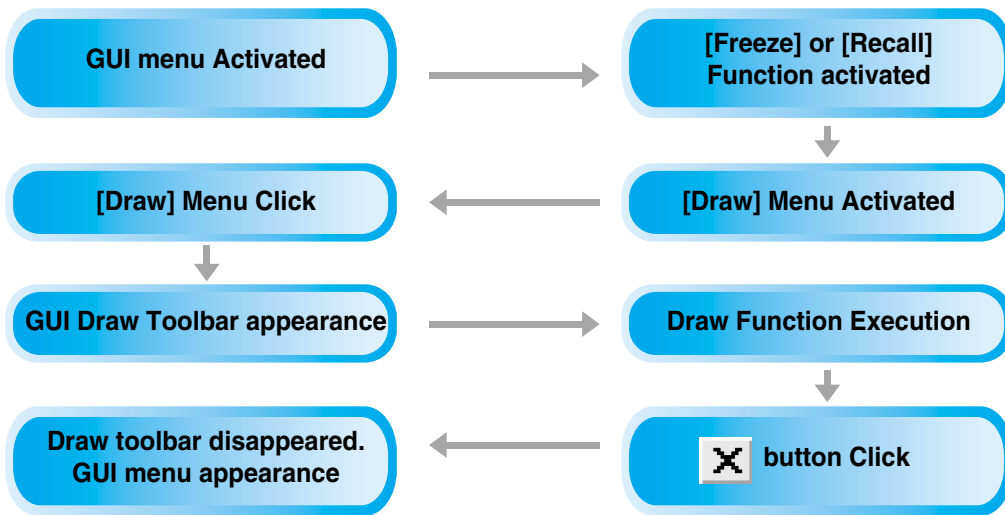 GUI menu Activated
[Freeze] or [Recall]
Function activated
[Draw] Menu Activated
[Draw] Menu Click
GUI Draw Toolbar appearance
Draw Function Execution
X button Click
Draw toolbar disappeared.
GUI menu appearance